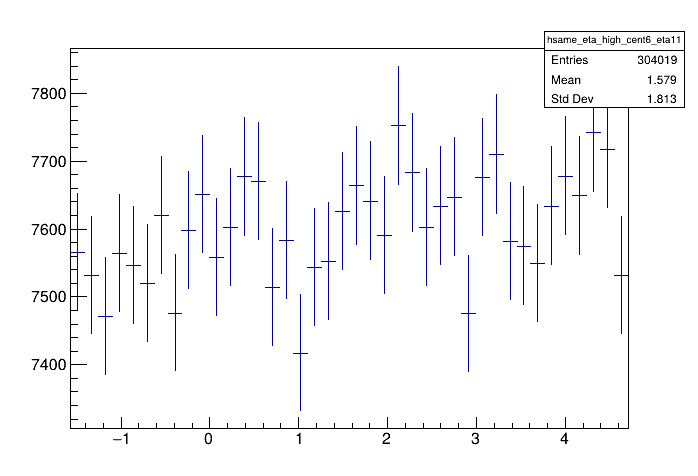 hsame_eta_high_cent6_eta11
Entries 304019
Mean 1.579
Std Dev 1.813
7800
7700
7600
7500
7400
−1 0 1 2 3 4